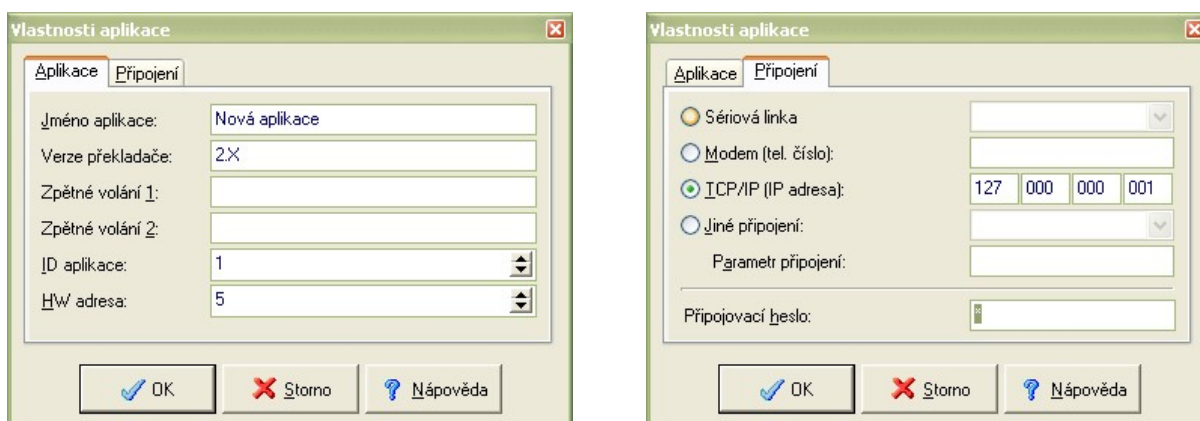 Vlastnosti aplikace
Aplikace Připojení
Jméno aplikace: Nová aplikace
Verze překladače: 2.X
Zpětné volání 1:
Zpětné volání 2:
ID aplikace: 1
HW adresa: 5
OK Storno Nápověda
Vlastnosti aplikace
Aplikace Připojení
Sériová linka
Modem (tel. číslo):
TCP/IP (IP adresa): 127 000 000 001
Jiné připojení:
Parametr připojení:
Připojovací heslo: *
OK Storno Nápověda